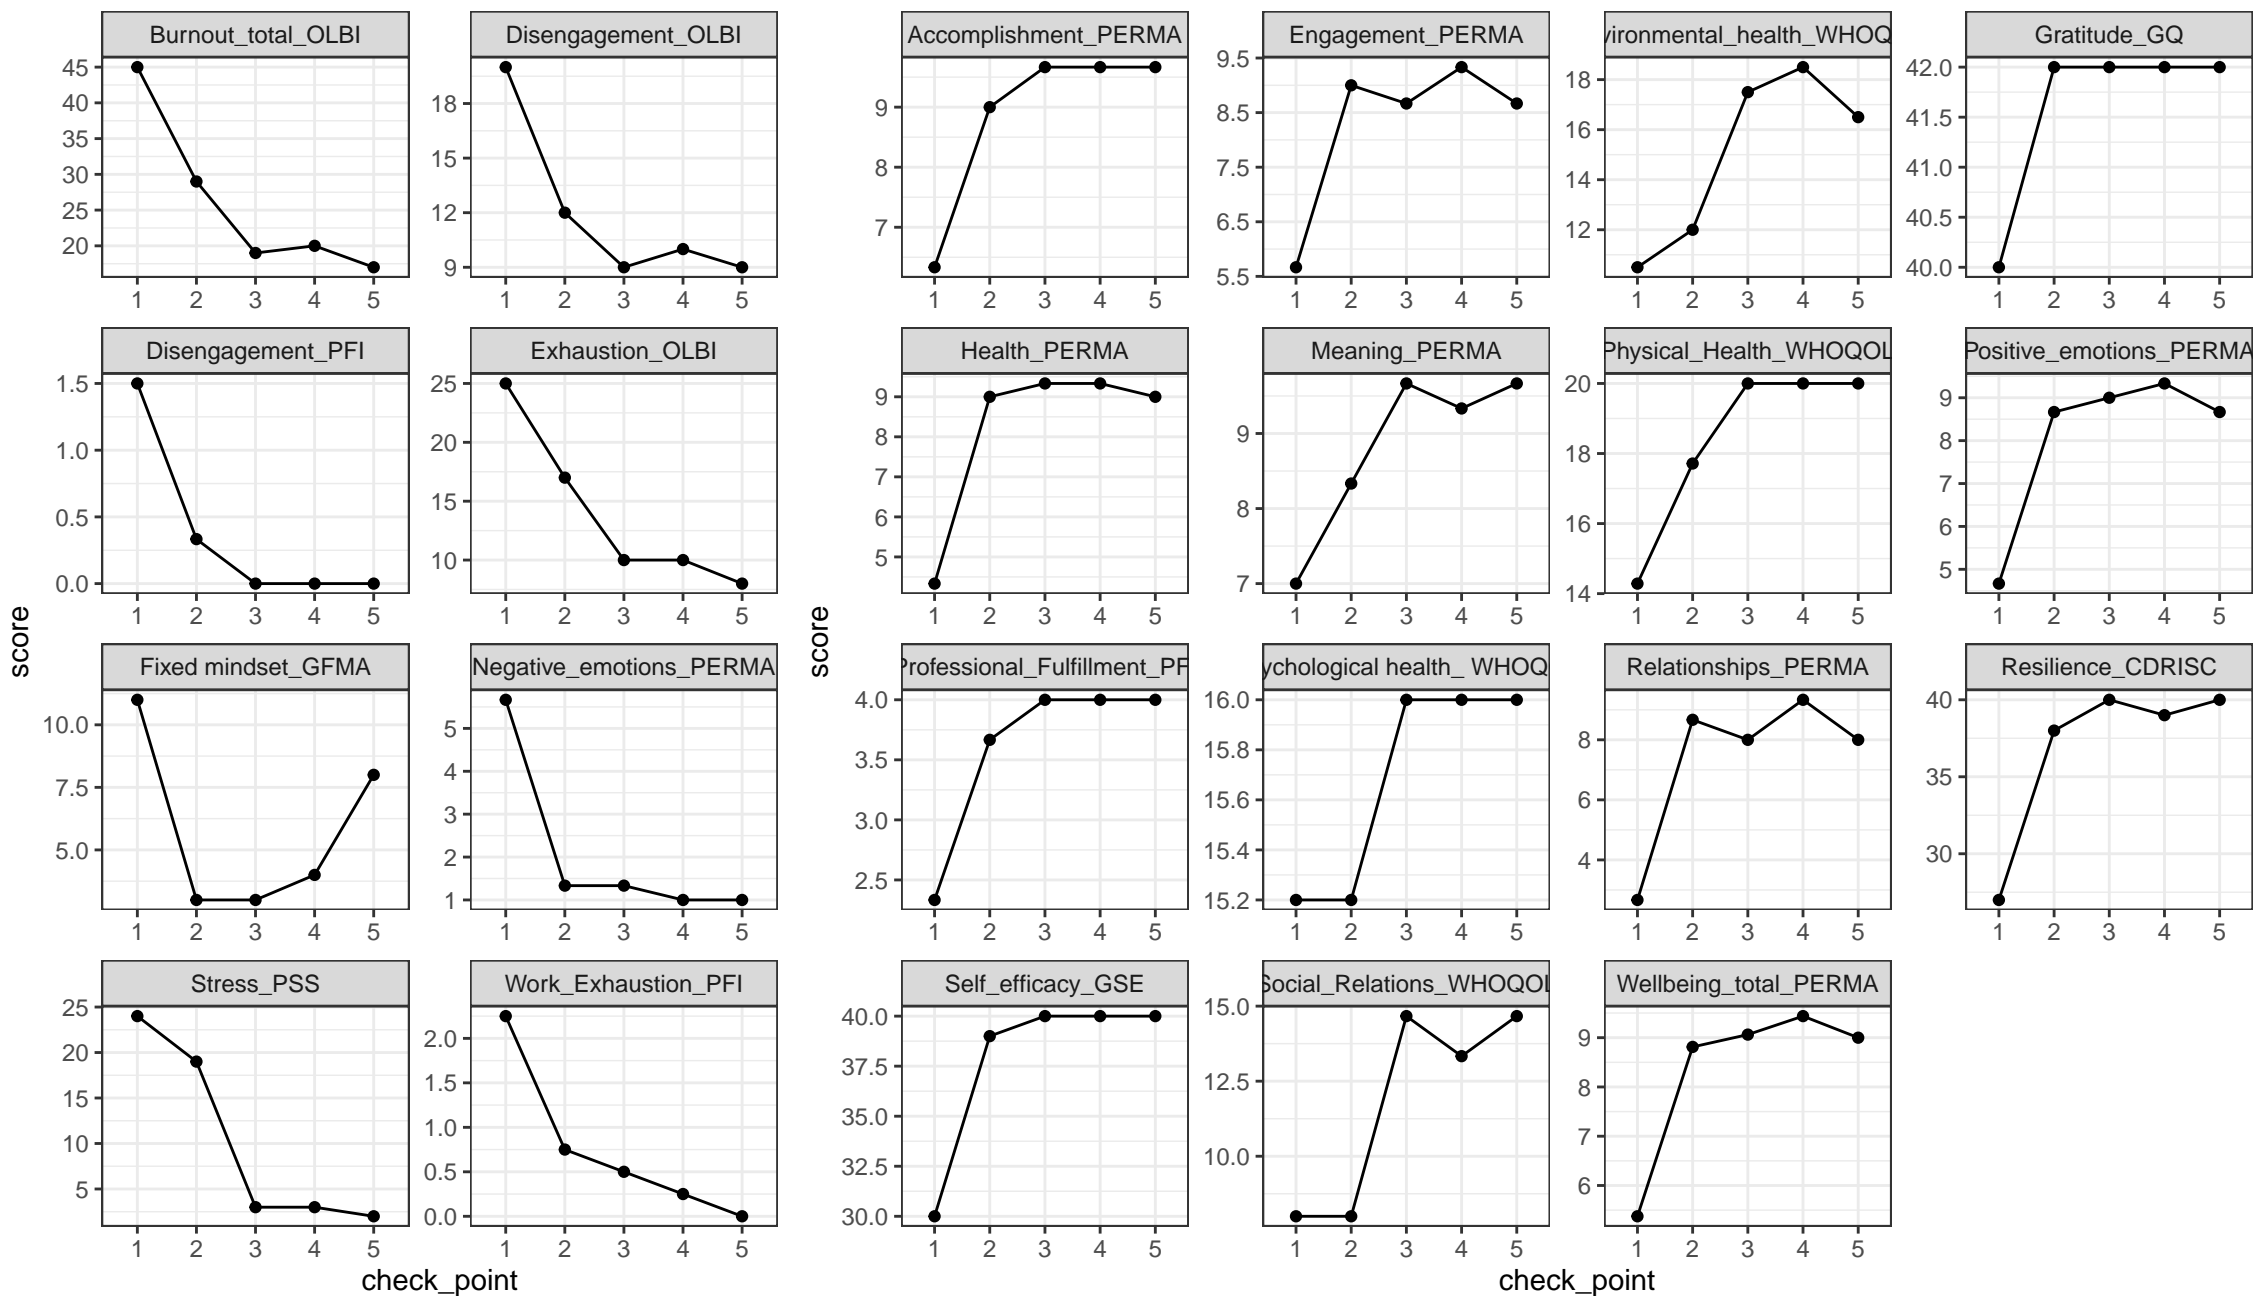 Burnout_total_OLBI
Disengagement_OLBI
Accomplishment_PERMA
Engagement_PERMA
vironmental_health_WHOQ
Gratitude_GQ
45
40
35
30
25
20
18
15
12
9
9
8
7
9.5
8.5
7.5
6.5
5.5
18
16
14
12
42.0
41.5
41.0
40.5
40.0
1 2 3 4 5
1 2 3 4 5
1 2 3 4 5
1 2 3 4 5
1 2 3 4 5
1 2 3 4 5
Disengagement_PFI
Exhaustion_OLBI
Health_PERMA
Meaning_PERMA
Physical_Health_WHOQOL
Positive_emotions_PERMA
1.5
1.0
0.5
0.0
25
20
15
10
9
8
7
6
5
9
8
7
20
18
16
14
9
8
7
6
5
1 2 3 4 5
1 2 3 4 5
1 2 3 4 5
1 2 3 4 5
1 2 3 4 5
1 2 3 4 5
score
score
Fixed mindset_GFMA
Negative_emotions_PERMA
Professional_Fulfillment_PF
ychological health_ WHOQ
Relationships_PERMA
Resilience_CDRISC
10.0
7.5
5.0
5
4
3
2
1
4.0
3.5
3.0
2.5
16.0
15.8
15.6
15.4
15.2
8
6
4
40
35
30
1 2 3 4 5
1 2 3 4 5
1 2 3 4 5
1 2 3 4 5
1 2 3 4 5
1 2 3 4 5
Stress_PSS
Work_Exhaustion_PFI
Self_efficacy_GSE
Social_Relations_WHOQOL
Wellbeing_total_PERMA
25
20
15
10
5
2.0
1.5
1.0
0.5
0.0
40.0
37.5
35.0
32.5
30.0
15.0
12.5
10.0
9
8
7
6
1 2 3 4 5
1 2 3 4 5
1 2 3 4 5
1 2 3 4 5
1 2 3 4 5
check_point
check_point